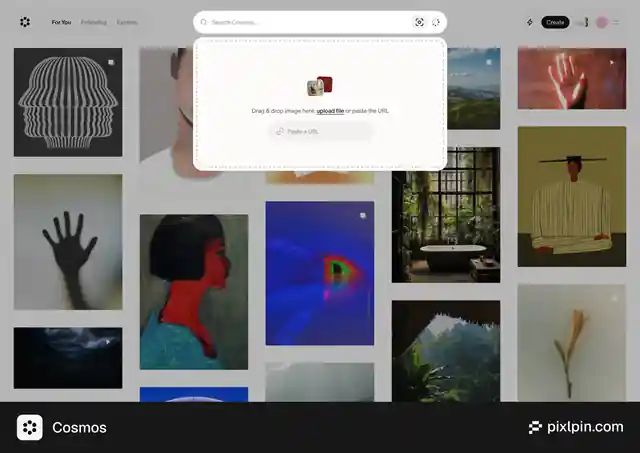 For You
Following
Explore
Search Cosmos...
Create
Drag & drop image here, upload file or paste the URL
Paste a URL
Cosmos
pixlpin.com